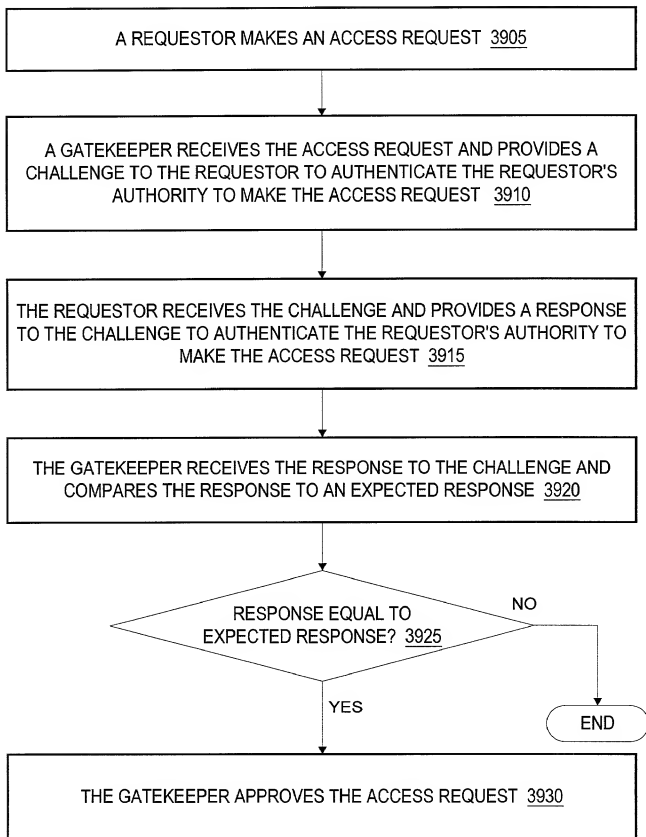 A REQUESTOR MAKES AN ACCESS REQUEST 3905
A GATEKEEPER RECEIVES THE ACCESS REQUEST AND PROVIDES A
CHALLENGE TO THE REQUESTOR TO AUTHENTICATE THE REQUESTOR'S
AUTHORITY TO MAKE THE ACCESS REQUEST 3910
THE REQUESTOR RECEIVES THE CHALLENGE AND PROVIDES A RESPONSE
TO THE CHALLENGE TO AUTHENTICATE THE REQUESTOR'S AUTHORITY TO
MAKE THE ACCESS REQUEST 3915
THE GATEKEEPER RECEIVES THE RESPONSE TO THE CHALLENGE AND
COMPARES THE RESPONSE TO AN EXPECTED RESPONSE 3920
RESPONSE EQUAL TO
EXPECTED RESPONSE? 3925
NO
END
YES
THE GATEKEEPER APPROVES THE ACCESS REQUEST 3930